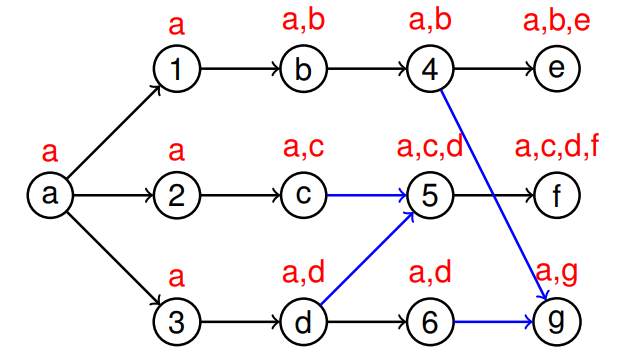 a a,b a,b a,b,e
1 b 4 e
a a a,c a,c,d a,c,d,f
a 2 c 5 f
a a,d a,d a,g
3 d 6 g